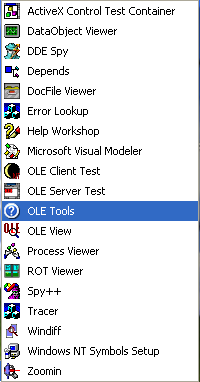 ActiveX Control Test Container
DataObject Viewer
DDE Spy
Depends
DocFile Viewer
Error Lookup
Help Workshop
Microsoft Visual Modeler
OLE Client Test
OLE Server Test
OLE Tools
OLE View
Process Viewer
ROT Viewer
Spy++
Tracer
Windiff
Windows NT Symbols Setup
Zoomin